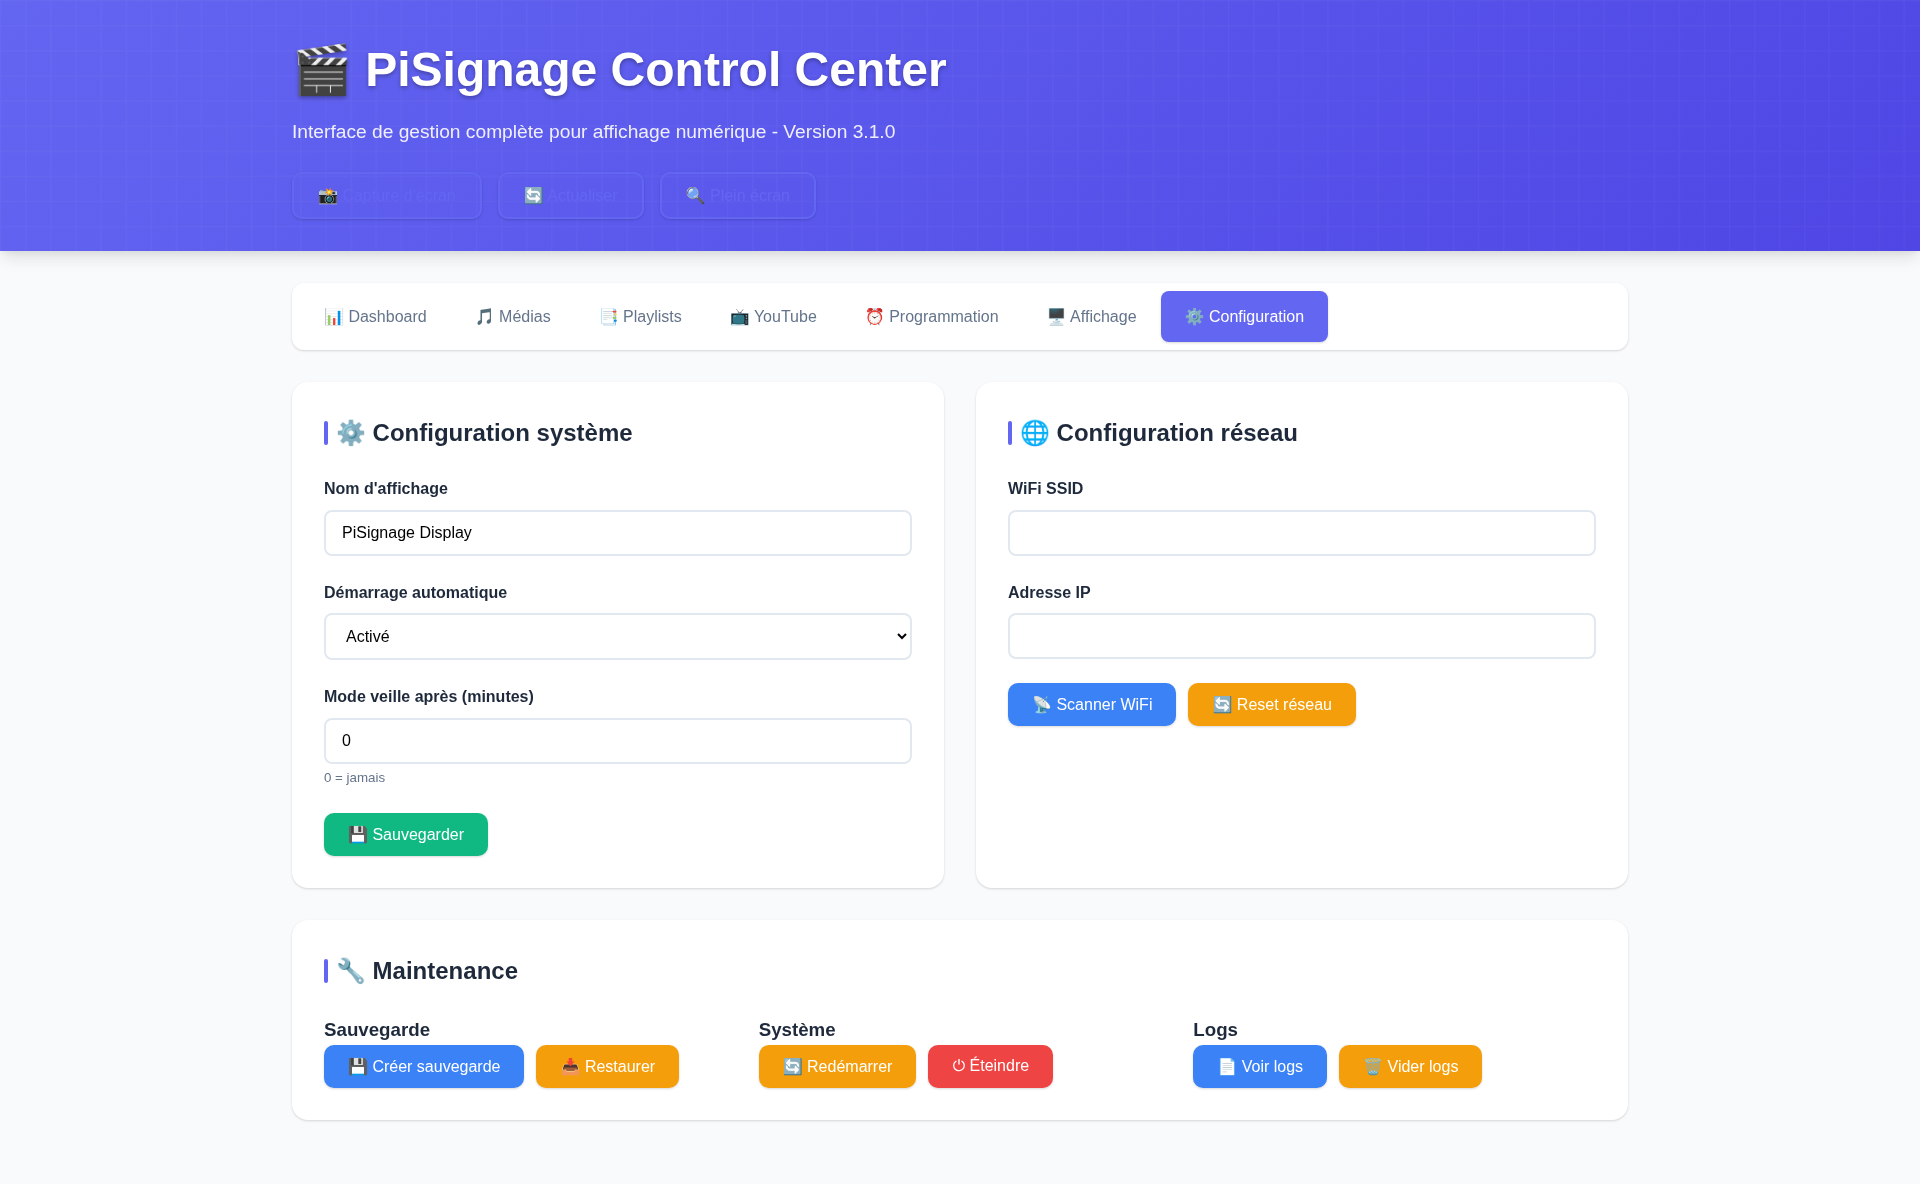 🎬 PiSignage Control Center
Interface de gestion complète pour affichage numérique - Version 3.1.0
📸 Capture d'écran 🔄 Actualiser 🔍 Plein écran
📊 Dashboard 🎵 Médias 📑 Playlists 📺 YouTube ⏰ Programmation 🖥️ Affichage ⚙️ Configuration
⚙️ Configuration système
Nom d'affichage
PiSignage Display
Démarrage automatique
Activé
Mode veille après (minutes)
0
0 = jamais
💾 Sauvegarder
🌐 Configuration réseau
WiFi SSID
Adresse IP
📡 Scanner WiFi 🔄 Reset réseau
🔧 Maintenance
Sauvegarde
💾 Créer sauvegarde 📥 Restaurer
Système
🔄 Redémarrer ⏻ Éteindre
Logs
📄 Voir logs 🗑️ Vider logs